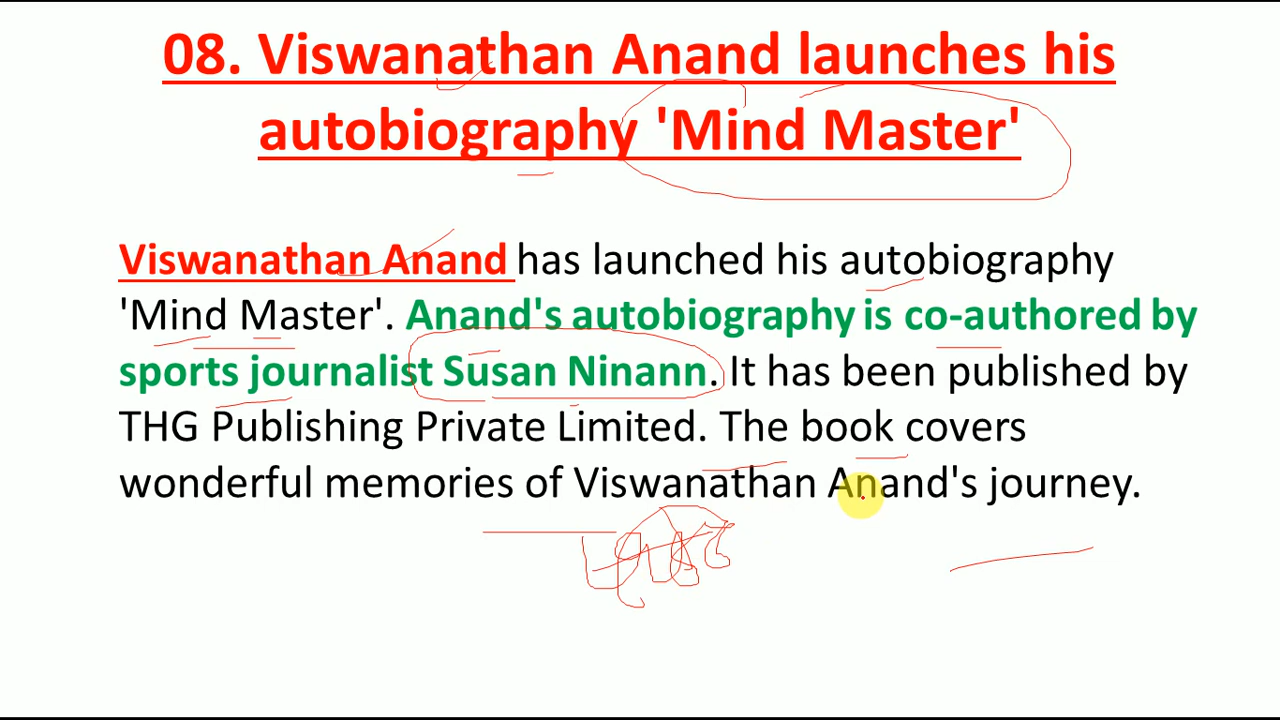 08. Viswanathan Anand launches his
autobiography 'Mind Master'
Viswanathan Anand has launched his autobiography
'Mind Master'. Anand's autobiography is co-authored by
sports journalist Susan Ninann. It has been published by
THG Publishing Private Limited. The book covers
wonderful memories of Viswanathan Anand's journey.